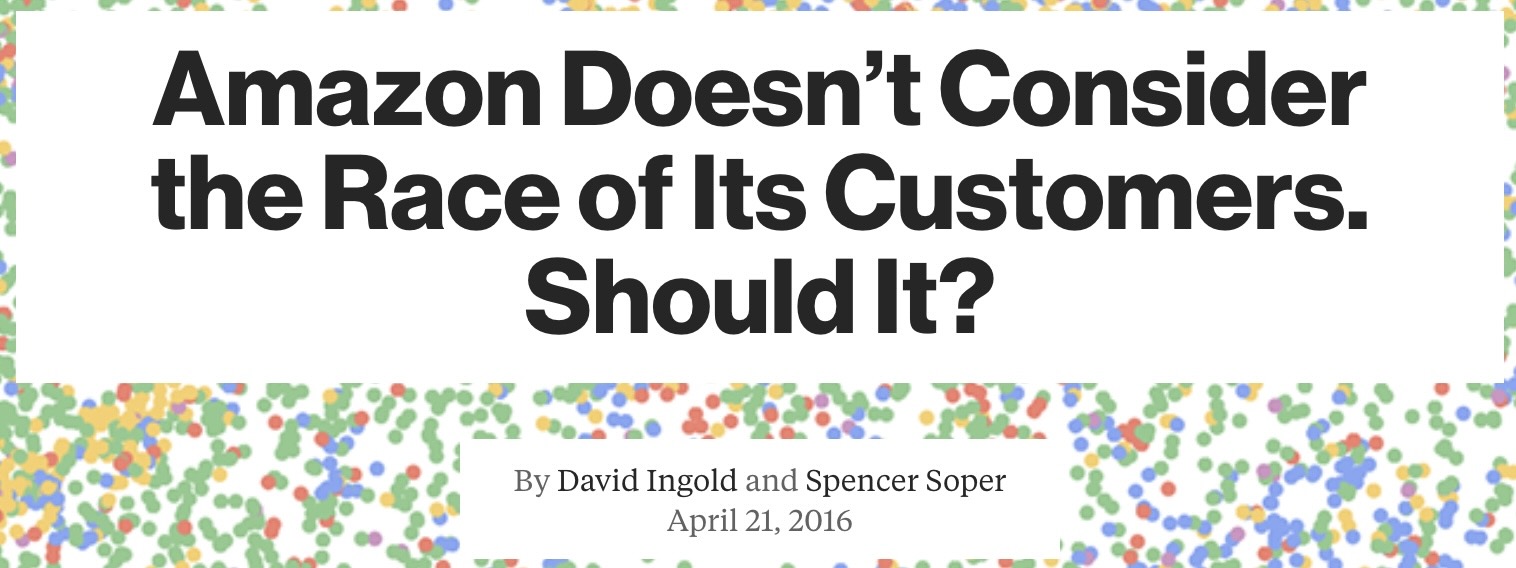 Amazon Doesn’t Consider
the Race of Its Customers.
Should It?
By David Ingold and Spencer Soper
April 21, 2016